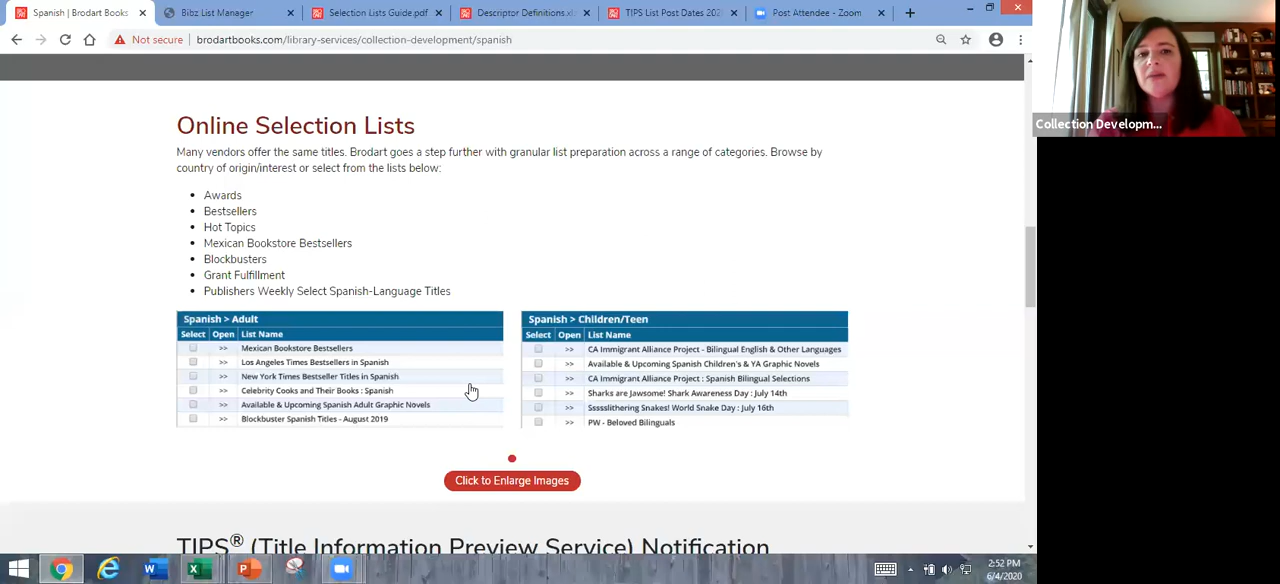 Spanish | Brodart Books
Bibz List Manager
Selection Lists Guide.pdf
Descriptor Definitions.xls
TIPS List Post Dates 202
Post Attendee - Zoom
Not secure
brodartbooks.com/library-services/collection-development/spanish
Collection Developm...
Online Selection Lists
Many vendors offer the same titles. Brodart goes a step further with granular list preparation across a range of categories. Browse by
country of origin/interest or select from the lists below:
Awards
Bestsellers
Hot Topics
Mexican Bookstore Bestsellers
Blockbusters
Grant Fulfillment
Publishers Weekly Select Spanish-Language Titles
Spanish > Adult
Select Open List Name
>> Mexican Bookstore Bestsellers
>> Los Angeles Times Bestsellers in Spanish
>> New York Times Bestseller Titles in Spanish
>> Celebrity Cooks and Their Books : Spanish
>> Available & Upcoming Spanish Adult Graphic Novels
>> Blockbuster Spanish Titles - August 2019
Spanish > Children/Teen
Select Open List Name
>> CA Immigrant Alliance Project - Bilingual English & Other Languages
>> Available & Upcoming Spanish Children's & YA Graphic Novels
>> CA Immigrant Alliance Project : Spanish Bilingual Selections
>> Sharks are Jawsome! Shark Awareness Day : July 14th
>> Ssssslithering Snakes! World Snake Day : July 16th
>> PW - Beloved Bilinguals
Click to Enlarge Images
TIPS® (Title Information Preview Service) Notification
2:52 PM
6/4/2020